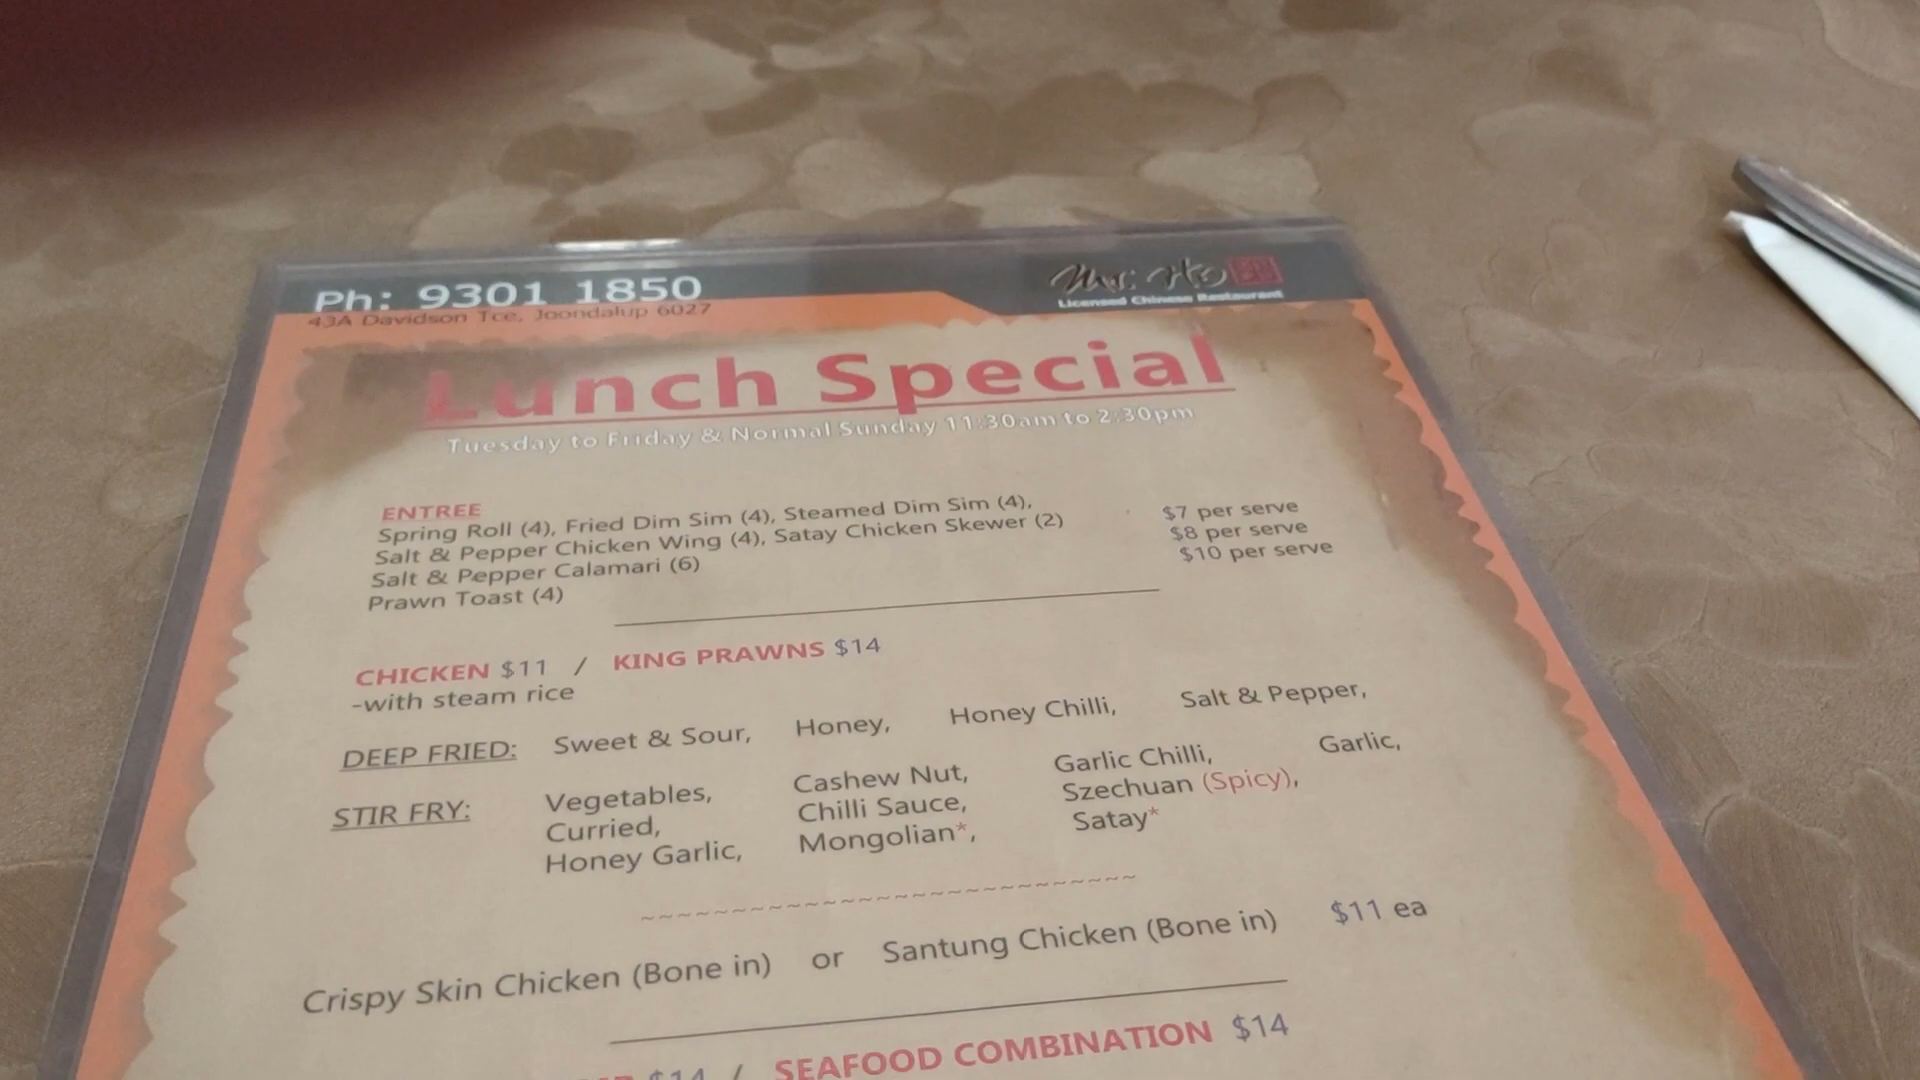 Ph: 9301 1850
Mr. Ho
Licensed Chinese Restaurant
43A Davidson Tce, Joondalup 6027
Lunch Special
Tuesday to Friday & Normal Sunday 11:30am to 2:30pm
ENTREE
Spring Roll (4), Fried Dim Sim (4), Steamed Dim Sim (4),
Salt & Pepper Chicken Wing (4), Satay Chicken Skewer (2) $7 per serve
Salt & Pepper Calamari (6) $8 per serve
Prawn Toast (4) $10 per serve
CHICKEN $11 / KING PRAWNS $14
-with steam rice
DEEP FRIED: Sweet & Sour, Honey, Honey Chilli, Salt & Pepper,
STIR FRY: Vegetables, Cashew Nut, Garlic Chilli, Garlic,
Curried, Chilli Sauce, Szechuan (Spicy),
Honey Garlic, Mongolian*, Satay*
~~~~~~~~~~~~~~~~~~~~~~~~~~~
Crispy Skin Chicken (Bone in) or Santung Chicken (Bone in) $11 ea
$14 / SEAFOOD COMBINATION $14